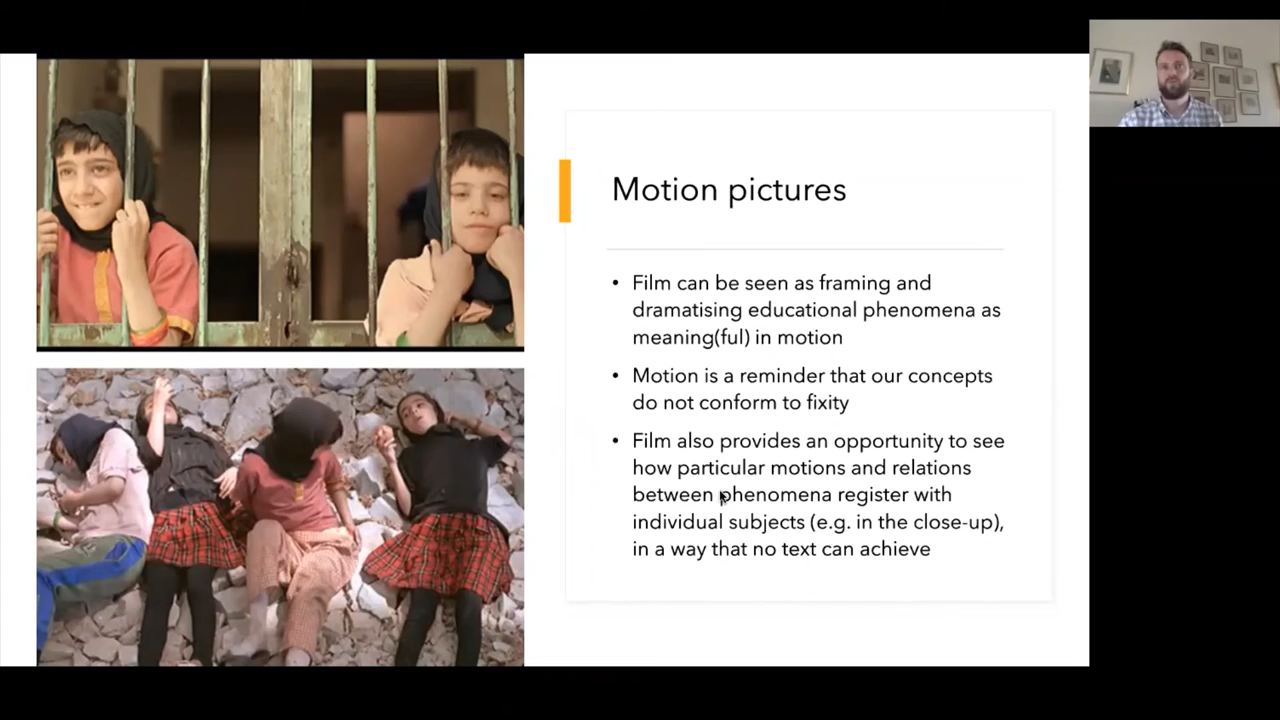 Motion pictures
• Film can be seen as framing and
dramatising educational phenomena as
meaning(ful) in motion
• Motion is a reminder that our concepts
do not conform to fixity
• Film also provides an opportunity to see
how particular motions and relations
between phenomena register with
individual subjects (e.g. in the close-up),
in a way that no text can achieve